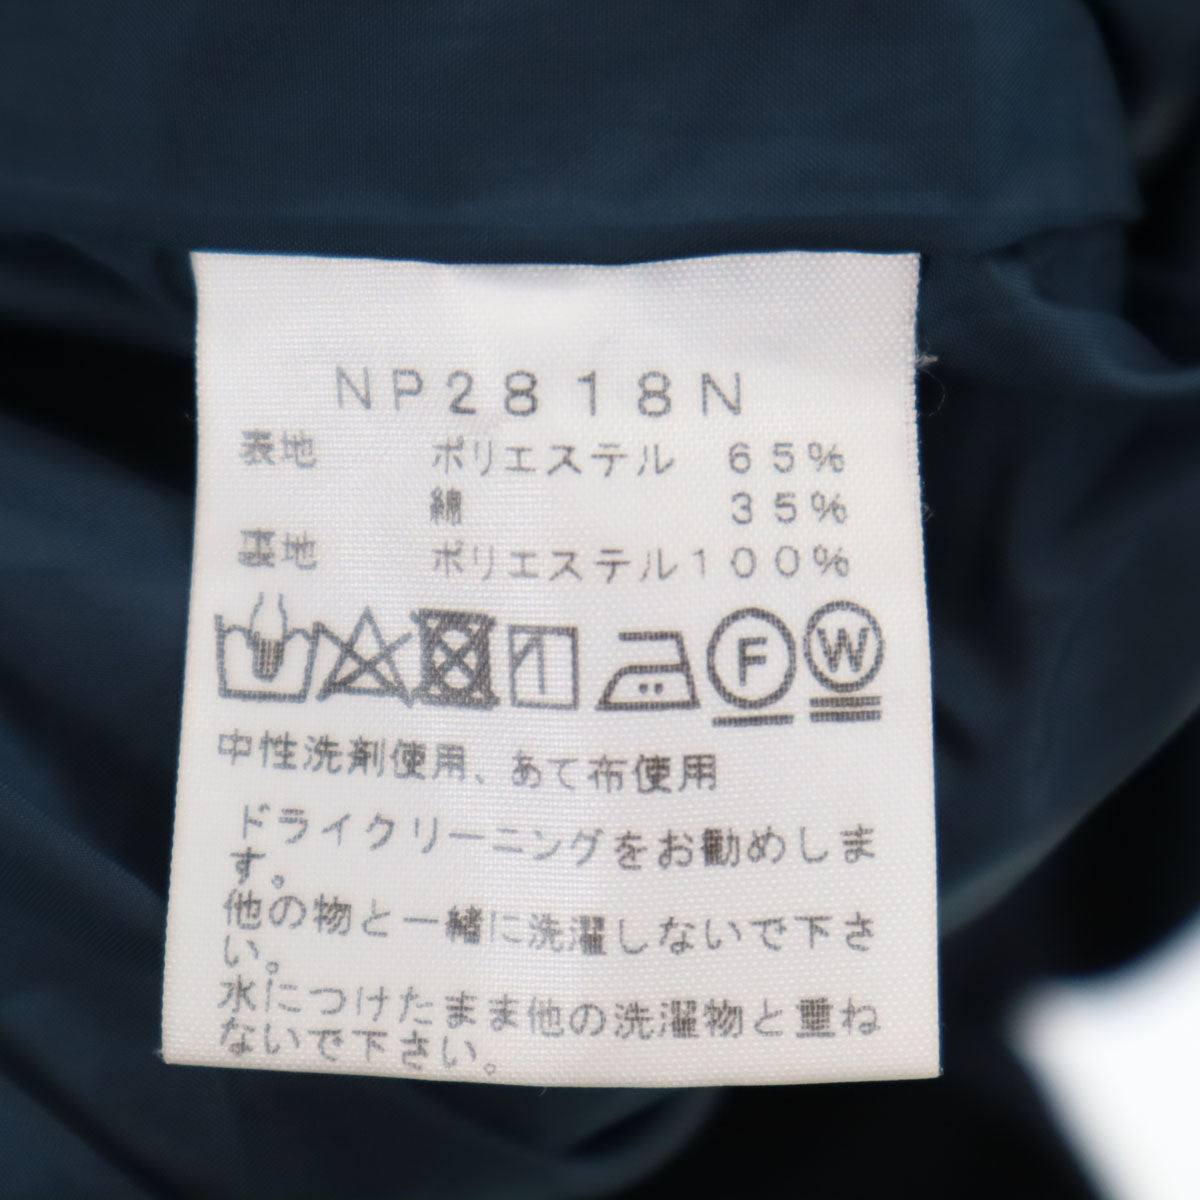 NP2818N
表地 ポリエステル 65%
綿 35%
裏地 ポリエステル100%
F W
中性洗剤使用、あて布使用
ドライクリーニングをお勧めしま
す。
他の物と一緒に洗濯しないで下さ
い。
水につけたまま他の洗濯物と重ね
ないで下さい。